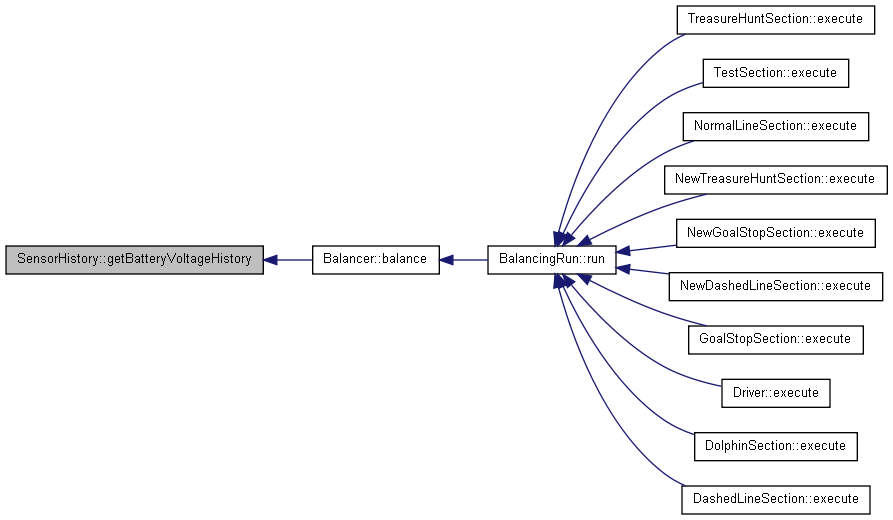 TreasureHuntSection::execute
TestSection::execute
NormalLineSection::execute
NewTreasureHuntSection::execute
NewGoalStopSection::execute
SensorHistory::getBatteryVoltageHistory
Balancer::balance
BalancingRun::run
NewDashedLineSection::execute
GoalStopSection::execute
Driver::execute
DolphinSection::execute
DashedLineSection::execute